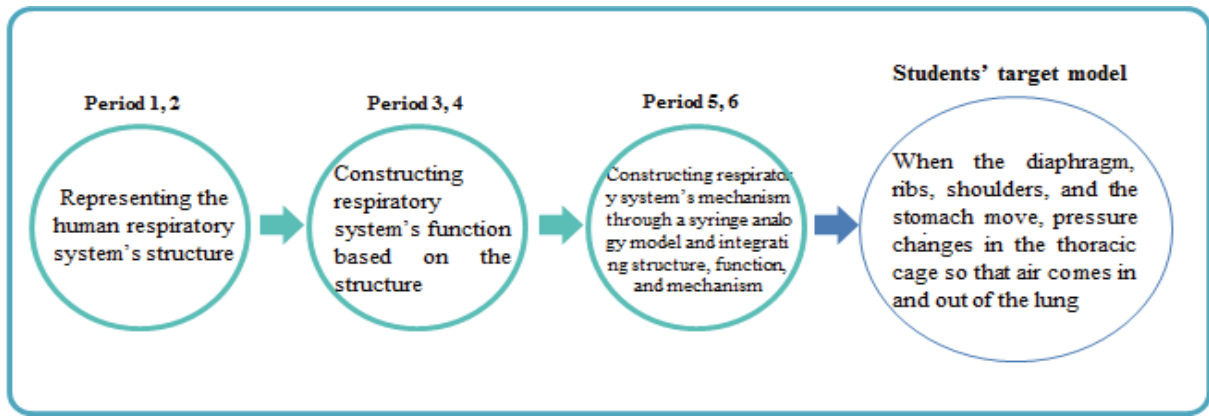 Period 1, 2
Representing the
human respiratory
system's structure
Period 3, 4
Constructing
respiratory
system's function
based on the
structure
Period 5, 6
Constructing respirator
y system's mechanism
through a syringe analo
gy model and integrati
ng structure, function,
and mechanism
Students' target model
When the diaphragm,
ribs, shoulders, and the
stomach move, pressure
changes in the thoracic
cage so that air comes in
and out of the lung